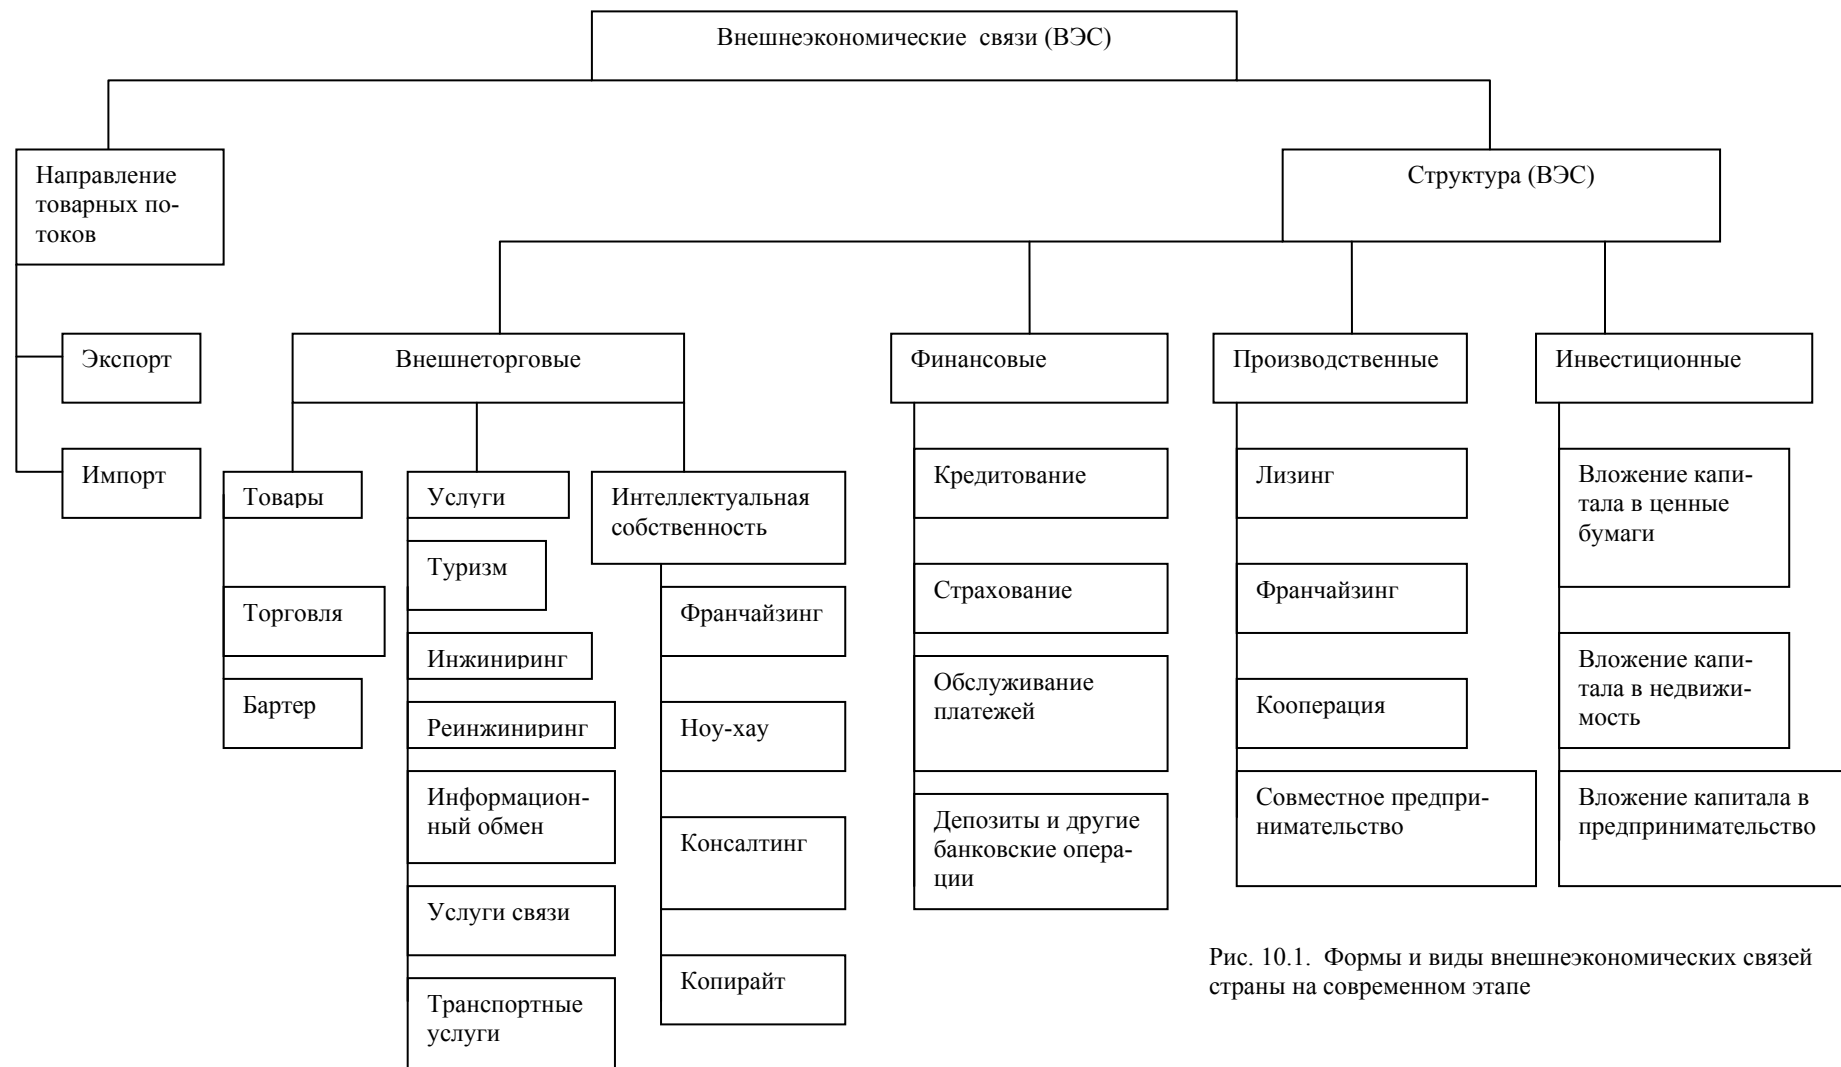 Внешнеэкономические связи (ВЭС)
Направление
товарных по-
токов
Экспорт
Импорт
Структура (ВЭС)
Внешнеторговые
Товары
Торговля
Бартер
Услуги
Туризм
Инжиниринг
Реинжиниринг
Информацион-
ный обмен
Услуги связи
Транспортные
услуги
Интеллектуальная
собственность
Франчайзинг
Ноу-хау
Консалтинг
Копирайт
Финансовые
Кредитование
Страхование
Обслуживание
платежей
Депозиты и другие
банковские опера-
ции
Производственные
Лизинг
Франчайзинг
Кооперация
Совместное предпри-
нимательство
Инвестиционные
Вложение капи-
тала в ценные
бумаги
Вложение капи-
тала в недвижи-
мость
Вложение капитала в
предпринимательство
Рис. 10.1. Формы и виды внешнеэкономических связей
страны на современном этапе